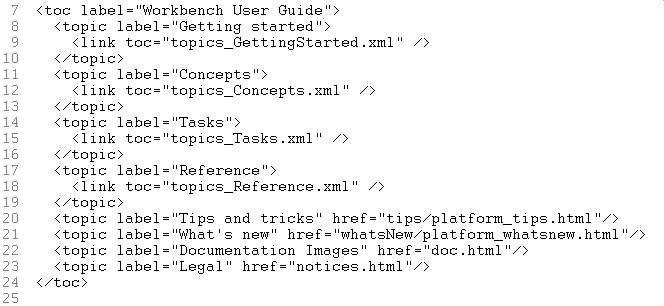 7 <toc label="Workbench User Guide">
8   <topic label="Getting started">
9     <link toc="topics_GettingStarted.xml" />
10   </topic>
11   <topic label="Concepts">
12     <link toc="topics_Concepts.xml" />
13   </topic>
14   <topic label="Tasks">
15     <link toc="topics_Tasks.xml" />
16   </topic>
17   <topic label="Reference">
18     <link toc="topics_Reference.xml" />
19   </topic>
20   <topic label="Tips and tricks" href="tips/platform_tips.html"/>
21   <topic label="What's new" href="whatsNew/platform_whatsnew.html"/>
22   <topic label="Documentation Images" href="doc.html"/>
23   <topic label="Legal" href="notices.html"/>
24 </toc>
25